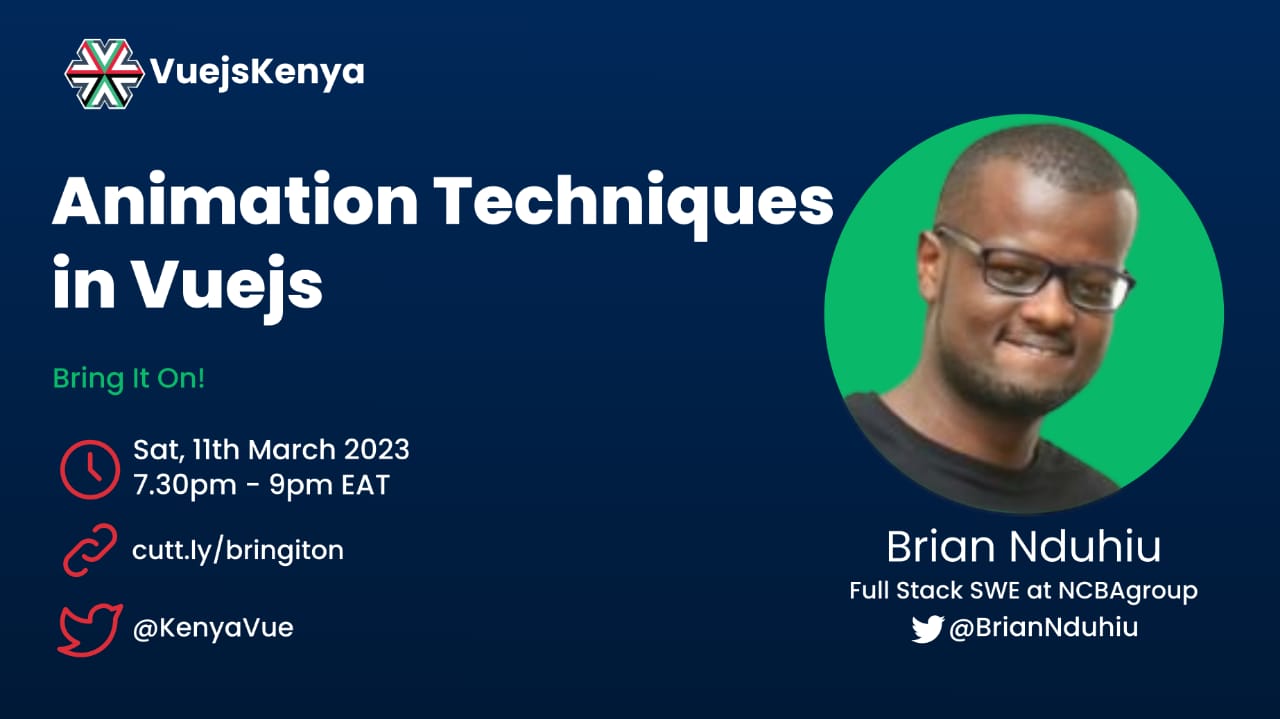 VuejsKenya
Animation Techniques
in Vuejs
Bring It On!
Sat, 11th March 2023
7.30pm - 9pm EAT
cutt.ly/bringiton
@KenyaVue
Brian Nduhiu
Full Stack SWE at NCBAgroup
@BrianNduhiu